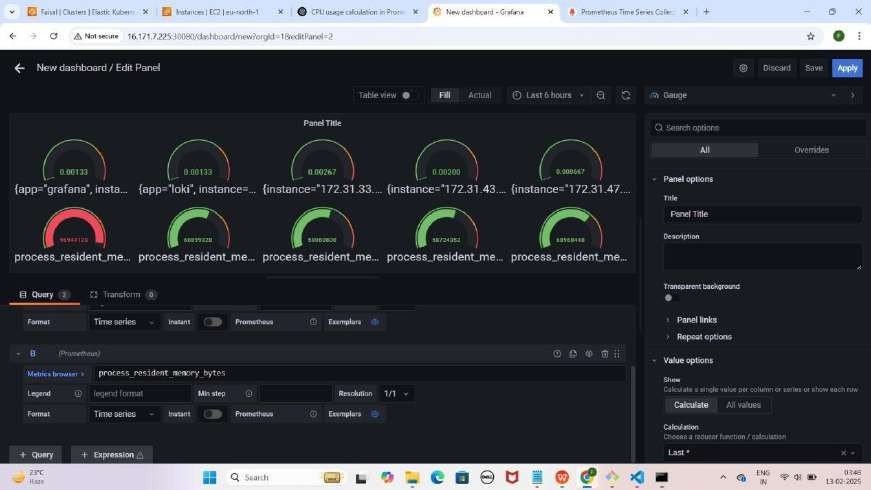 Faisal | Clusters | Elastic Kubern
Instances | EC2 | eu-north-1
CPU usage calculation in Prom
New dashboard - Grafana
Prometheus Time Series Collec
Not secure 16.171.7.225:30080/dashboard/new?orgId=1&editPanel=2
New dashboard / Edit Panel
Discard Save Apply
Table view Fill Actual Last 6 hours Gauge
Panel Title
Search options
All Overrides
0.00133 0.00133 0.00267 0.00200 0.000667
{app="grafana", insta... {app="loki", instance=... {instance="172.31.33.... {instance="172.31.43.... {instance="172.31.47....
process_resident_me... process_resident_me... process_resident_me... process_resident_me... process_resident_me...
Panel options
Title
Panel Title
Description
Transparent background
Panel links
Repeat options
Value options
Show
Calculate a single value per column or series or show each row
Calculate All values
Calculation
Choose a reducer function / calculation
Last *
Query 2 Transform 0
Format Time series Instant Prometheus Exemplars
B (Prometheus)
Metrics browser > process_resident_memory_bytes
Legend legend format Min step Resolution 1/1
Format Time series Instant Prometheus Exemplars
+ Query + Expression
23°C
Haze
Search
ENG
IN
03:46
13-02-2025